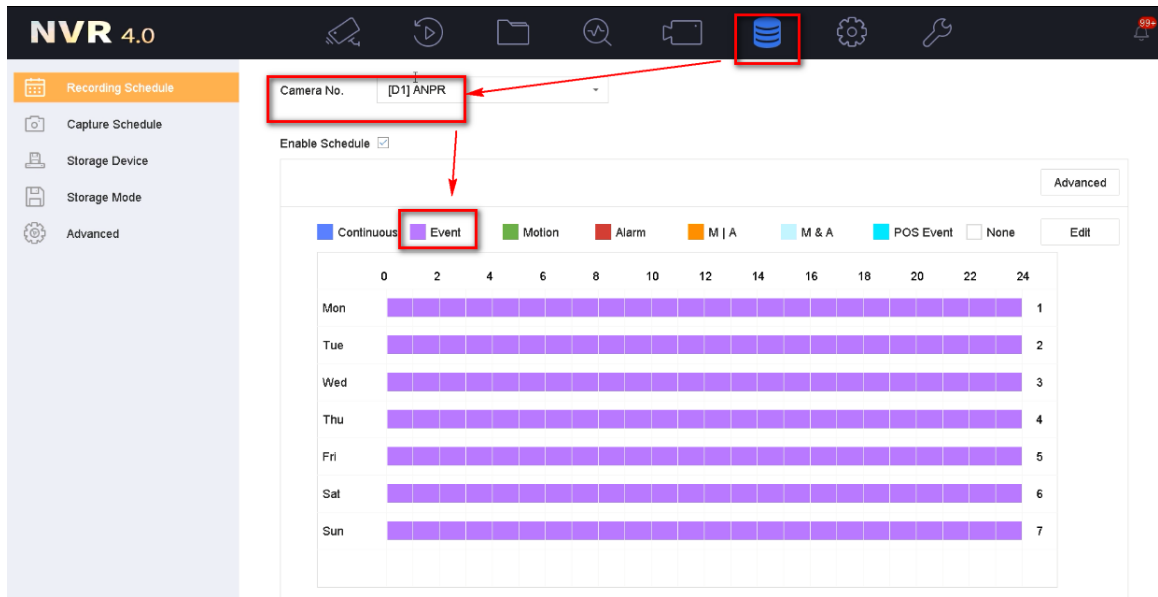 NVR 4.0
99+
Recording Schedule
Capture Schedule
Storage Device
Storage Mode
Advanced
Camera No. [D1] ANPR
Enable Schedule
Advanced
Continuous Event Motion Alarm M | A M & A POS Event None Edit
0 2 4 6 8 10 12 14 16 18 20 22 24
Mon 1
Tue 2
Wed 3
Thu 4
Fri 5
Sat 6
Sun 7